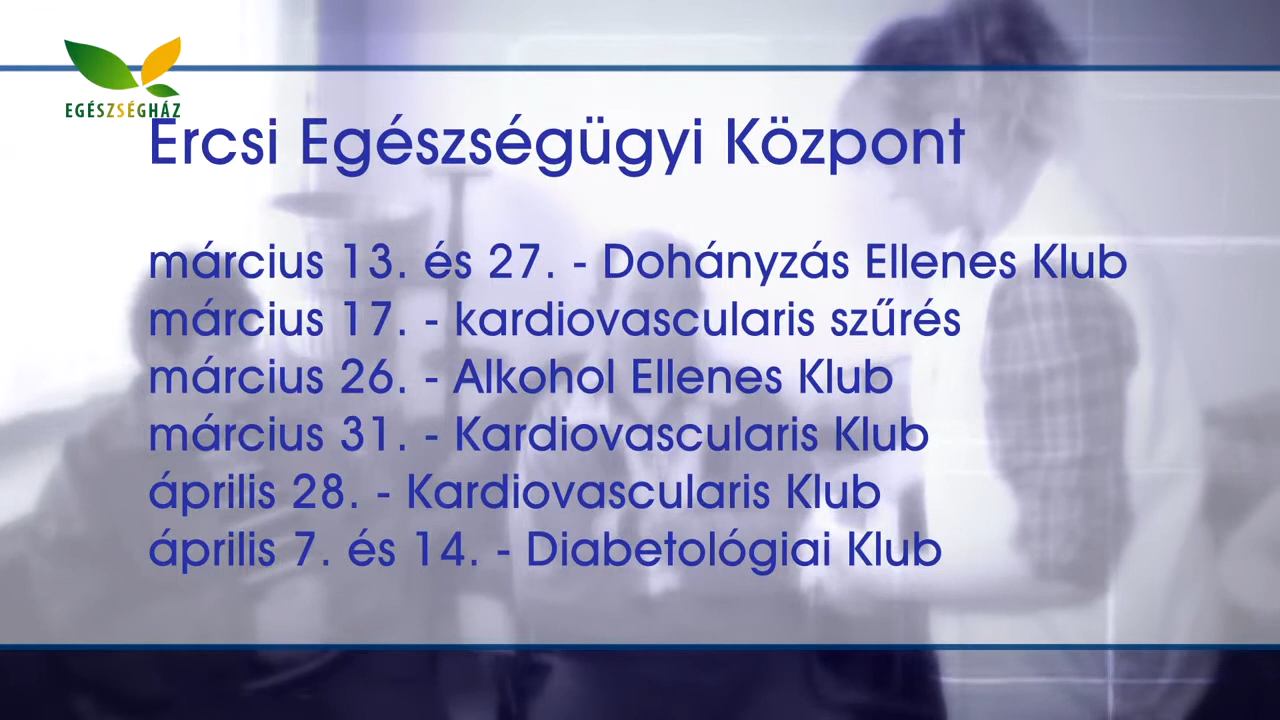 EGÉSZSÉGHÁZ
Ercsi Egészségügyi Központ
március 13. és 27. - Dohányzás Ellenes Klub
március 17. - kardiovascularis szűrés
március 26. - Alkohol Ellenes Klub
március 31. - Kardiovascularis Klub
április 28. - Kardiovascularis Klub
április 7. és 14. - Diabetológiai Klub